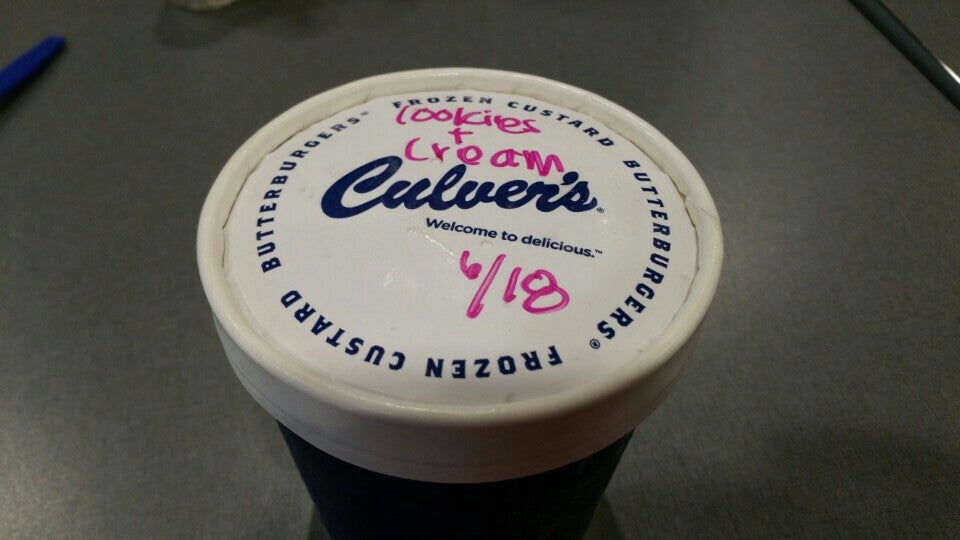 FROZEN CUSTARD BUTTERBURGERS® FROZEN CUSTARD BUTTERBURGERS®
Cookies
+
Cream
Culver's®
Welcome to delicious.™
6/18